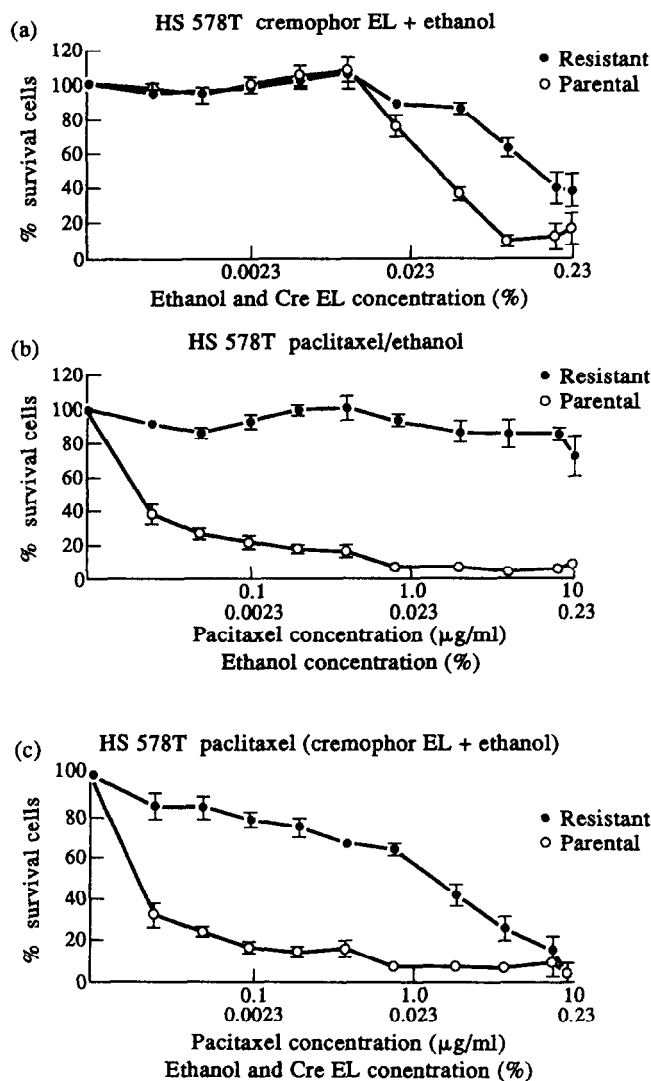 (a) HS 578T cremophor EL + ethanol
120
100
80
60
40
20
0
% survival cells
● Resistant
○ Parental
0.0023 0.023 0.23
Ethanol and Cre EL concentration (%)
(b) HS 578T paclitaxel/ethanol
120
100
80
60
40
20
0
% survival cells
● Resistant
○ Parental
0.1 1.0 10
0.0023 0.023 0.23
Pacitaxel concentration (μg/ml)
Ethanol concentration (%)
(c) HS 578T paclitaxel (cremophor EL + ethanol)
100
80
60
40
20
0
% survival cells
● Resistant
○ Parental
0.1 1.0 10
0.0023 0.023 0.23
Pacitaxel concentration (μg/ml)
Ethanol and Cre EL concentration (%)